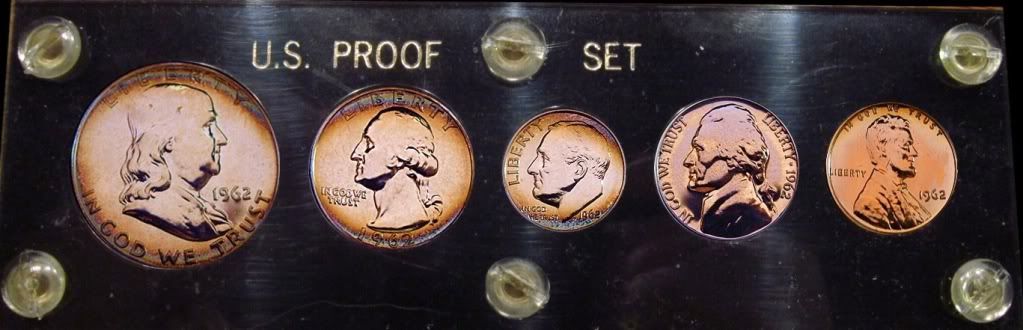 U.S. PROOF SET
LIBERTY
1962
IN GOD WE TRUST
LIBERTY
IN GOD WE
TRUST
1962
LIBERTY
IN GOD
WE TRUST
1962
IN GOD WE TRUST
LIBERTY · 1962
IN GOD WE TRUST
LIBERTY
1962